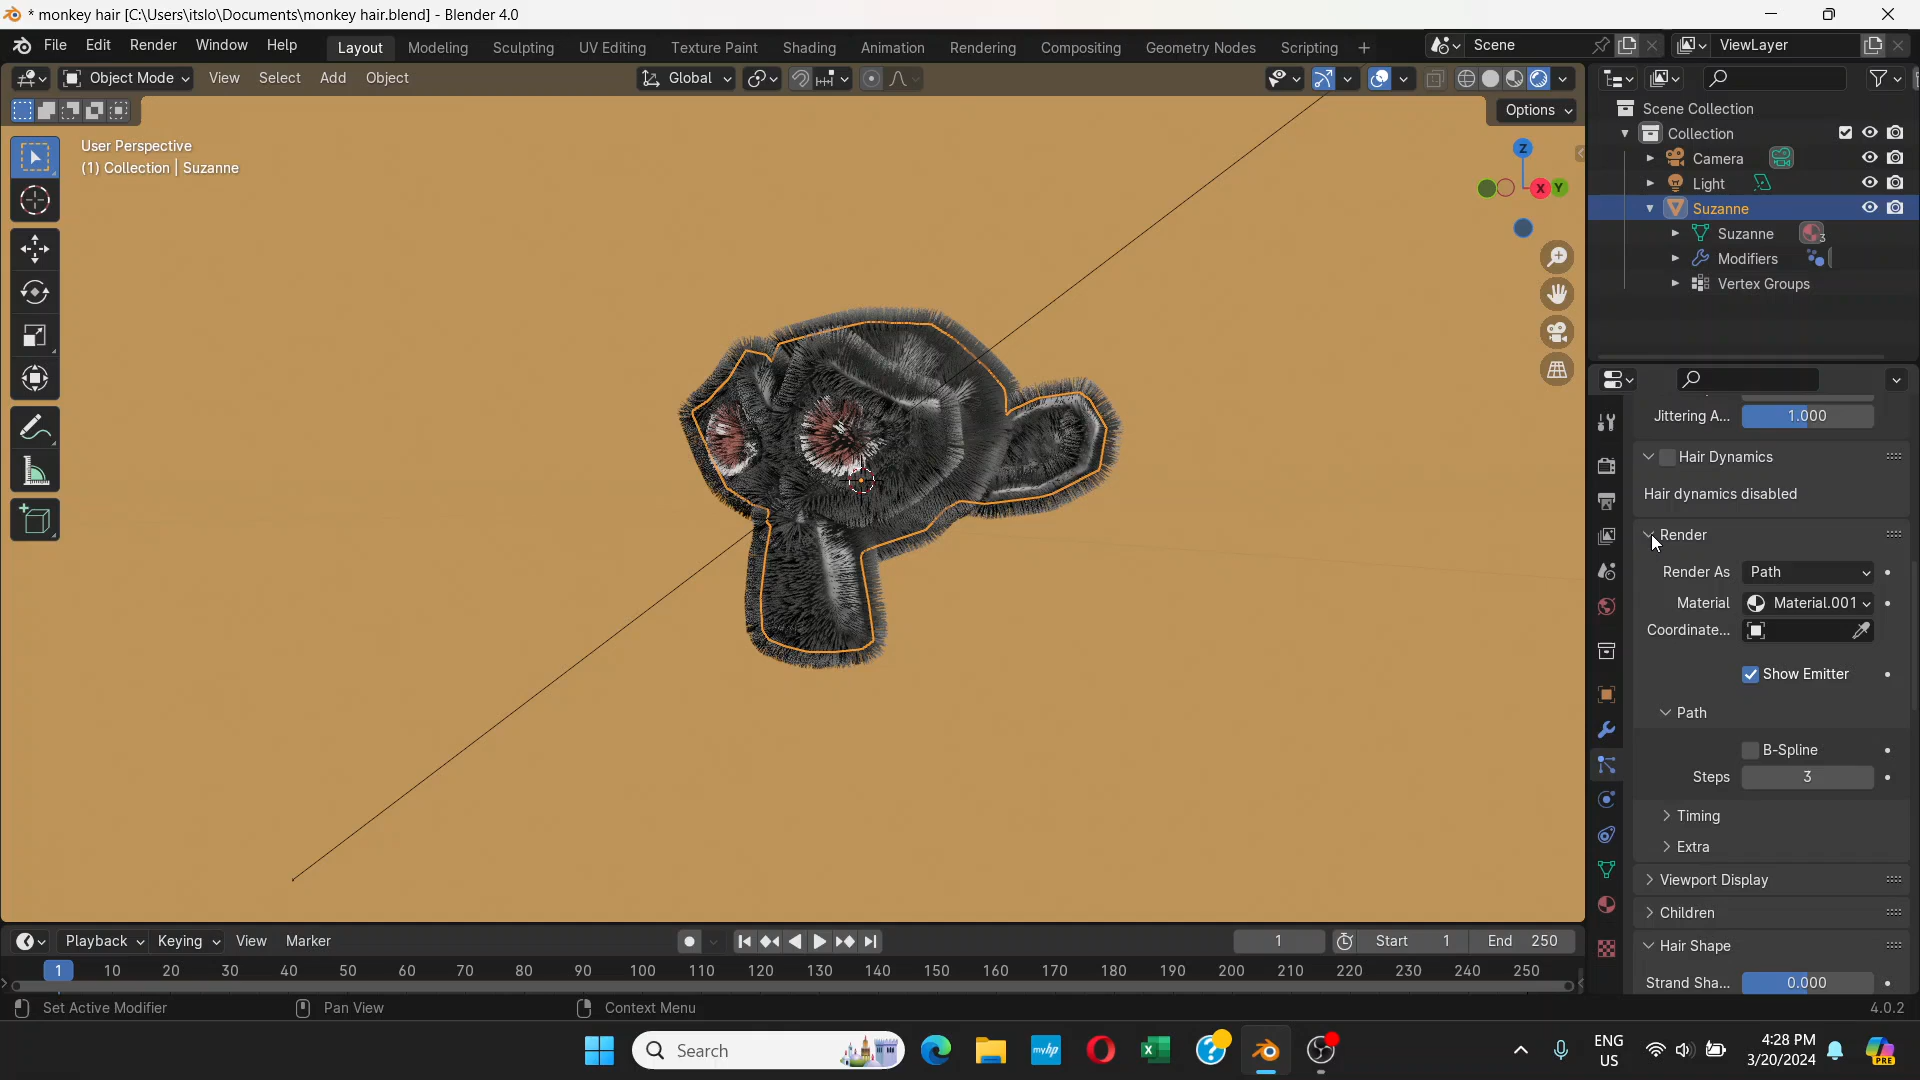 * monkey hair [C:\Users\itslo\Documents\monkey hair.blend] - Blender 4.0
File Edit Render Window Help Layout Modeling Sculpting UV Editing Texture Paint Shading Animation Rendering Compositing Geometry Nodes Scripting + Scene ViewLayer
Object Mode View Select Add Object Global
Options
User Perspective
(1) Collection | Suzanne
Z
X Y
Scene Collection
Collection
Camera
Light
Suzanne
Suzanne 3
Modifiers
Vertex Groups
Jittering A... 1.000
Hair Dynamics
Hair dynamics disabled
Render
Render As Path
Material Material.001
Coordinate...
Show Emitter
Path
B-Spline
Steps 3
Timing
Extra
Viewport Display
Children
Hair Shape
Strand Sha... 0.000
Playback Keying View Marker 1 Start 1 End 250
1 10 20 30 40 50 60 70 80 90 100 110 120 130 140 150 160 170 180 190 200 210 220 230 240 250
Set Active Modifier Pan View Context Menu 4.0.2
Search myhp ENG US 4:28 PM 3/20/2024 PRE